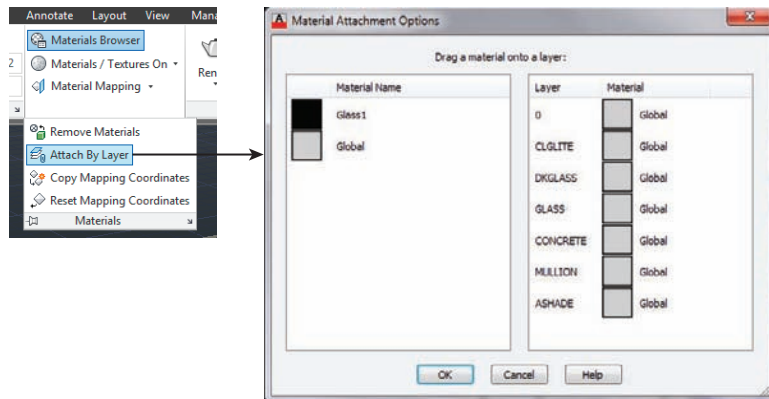 Annotate Layout View Mana
Materials Browser
2
Materials / Textures On
Ren
Material Mapping
Remove Materials
Attach By Layer
Copy Mapping Coordinates
Reset Mapping Coordinates
Materials
Material Attachment Options
Drag a material onto a layer:
Material Name
Glass1
Global
Layer Material
0 Global
CLGLITE Global
DKGLASS Global
GLASS Global
CONCRETE Global
MULLION Global
ASHADE Global
OK Cancel Help